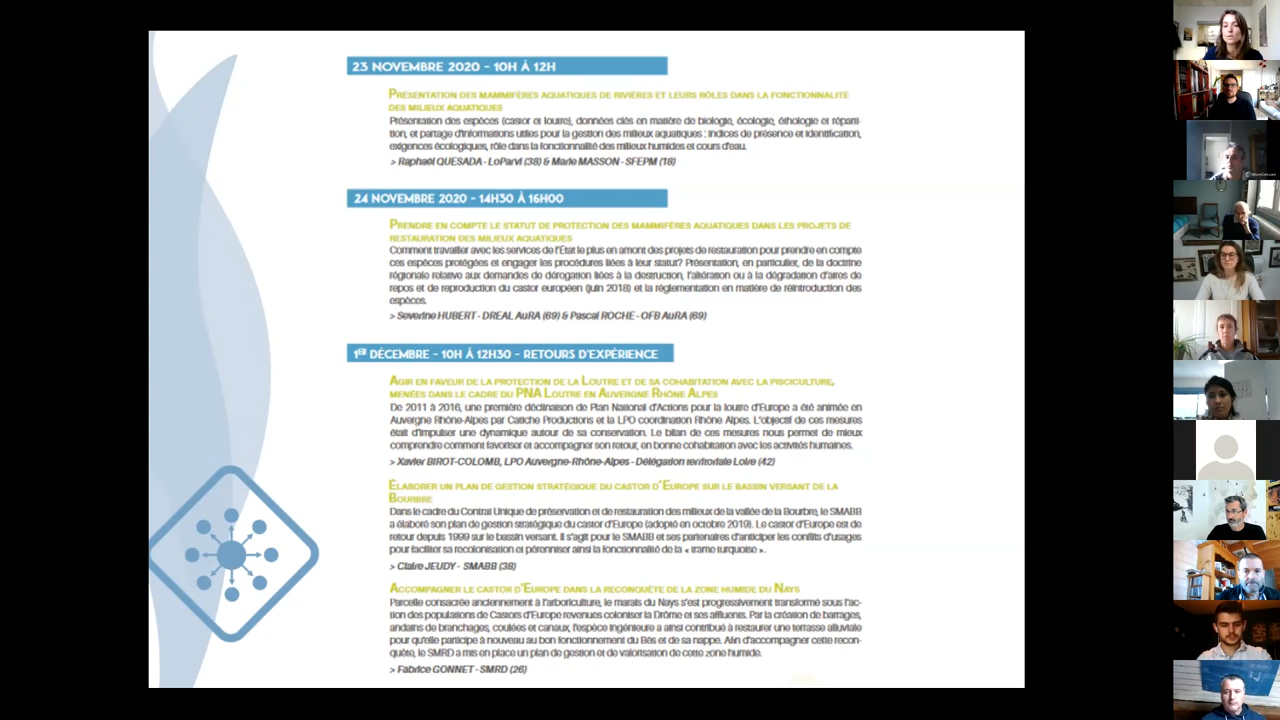 23 NOVEMBRE 2020 - 10H À 12H
PRÉSENTATION DES MAMMIFÈRES AQUATIQUES DE RIVIÈRES ET LEURS RÔLES DANS LA FONCTIONNALITÉ
DES MILIEUX AQUATIQUES
Présentation des espèces (castor et loutre), données clés en matière de biologie, écologie, éthologie et réparti-
tion, et partage d'informations utiles pour la gestion des milieux aquatiques : indices de présence et identification,
exigences écologiques, rôle dans la fonctionnalité des milieux humides et cours d'eau.
> Raphaël QUESADA - LoParvi (38) & Marie MASSON - SFEPM (18)
24 NOVEMBRE 2020 - 14H30 À 16H00
PRENDRE EN COMPTE LE STATUT DE PROTECTION DES MAMMIFÈRES AQUATIQUES DANS LES PROJETS DE
RESTAURATION DES MILIEUX AQUATIQUES
Comment travailler avec les services de l'État le plus en amont des projets de restauration pour prendre en compte
ces espèces protégées et engager les procédures liées à leur statut? Présentation, en particulier, de la doctrine
régionale relative aux demandes de dérogation liées à la destruction, l'altération ou à la dégradation d'aires de
repos et de reproduction du castor européen (juin 2018) et la réglementation en matière de réintroduction des
espèces.
> Severine HUBERT - DREAL AuRA (69) & Pascal ROCHE - OFB AuRA (69)
1ER DÉCEMBRE - 10H À 12H30 - RETOURS D'EXPÉRIENCE
AGIR EN FAVEUR DE LA PROTECTION DE LA LOUTRE ET DE SA COHABITATION AVEC LA PISCICULTURE,
MENÉES DANS LE CADRE DU PNA LOUTRE EN AUVERGNE RHÔNE ALPES
De 2011 à 2016, une première déclinaison de Plan National d'Actions pour la loutre d'Europe a été animée en
Auvergne Rhône-Alpes par Catiche Productions et la LPO coordination Rhône Alpes. L'objectif de ces mesures
était d'impulser une dynamique autour de sa conservation. Le bilan de ces mesures nous permet de mieux
comprendre comment favoriser et accompagner son retour, en bonne cohabitation avec les activités humaines.
> Xavier BIROT-COLOMB, LPO Auvergne-Rhône-Alpes - Délégation territoriale Loire (42)
ÉLABORER UN PLAN DE GESTION STRATÉGIQUE DU CASTOR D'EUROPE SUR LE BASSIN VERSANT DE LA
BOURBRE
Dans le cadre du Contrat Unique de préservation et de restauration des milieux de la vallée de la Bourbre, le SMABB
a élaboré son plan de gestion stratégique du castor d'Europe (adopté en octobre 2019). Le castor d'Europe est de
retour depuis 1999 sur le bassin versant. Il s'agit pour le SMABB et ses partenaires d'anticiper les conflits d'usages
pour faciliter sa recolonisation et pérenniser ainsi la fonctionnalité de la « trame turquoise ».
> Claire JEUDY - SMABB (38)
ACCOMPAGNER LE CASTOR D'EUROPE DANS LA RECONQUÊTE DE LA ZONE HUMIDE DU NAYS
Parcelle consacrée anciennement à l'arboriculture, le marais du Nays s'est progressivement transformé sous l'ac-
tion des populations de Castors d'Europe revenues coloniser la Drôme et ses affluents. Par la création de barrages,
andains de branchages, coulées et canaux, l'espèce ingénieure a ainsi contribué à restaurer une terrasse alluviale
pour qu'elle participe à nouveau au bon fonctionnement du Bès et de sa nappe. Afin d'accompagner cette recon-
quête, le SMRD a mis en place un plan de gestion et de valorisation de cette zone humide.
> Fabrice GONNET - SMRD (26)